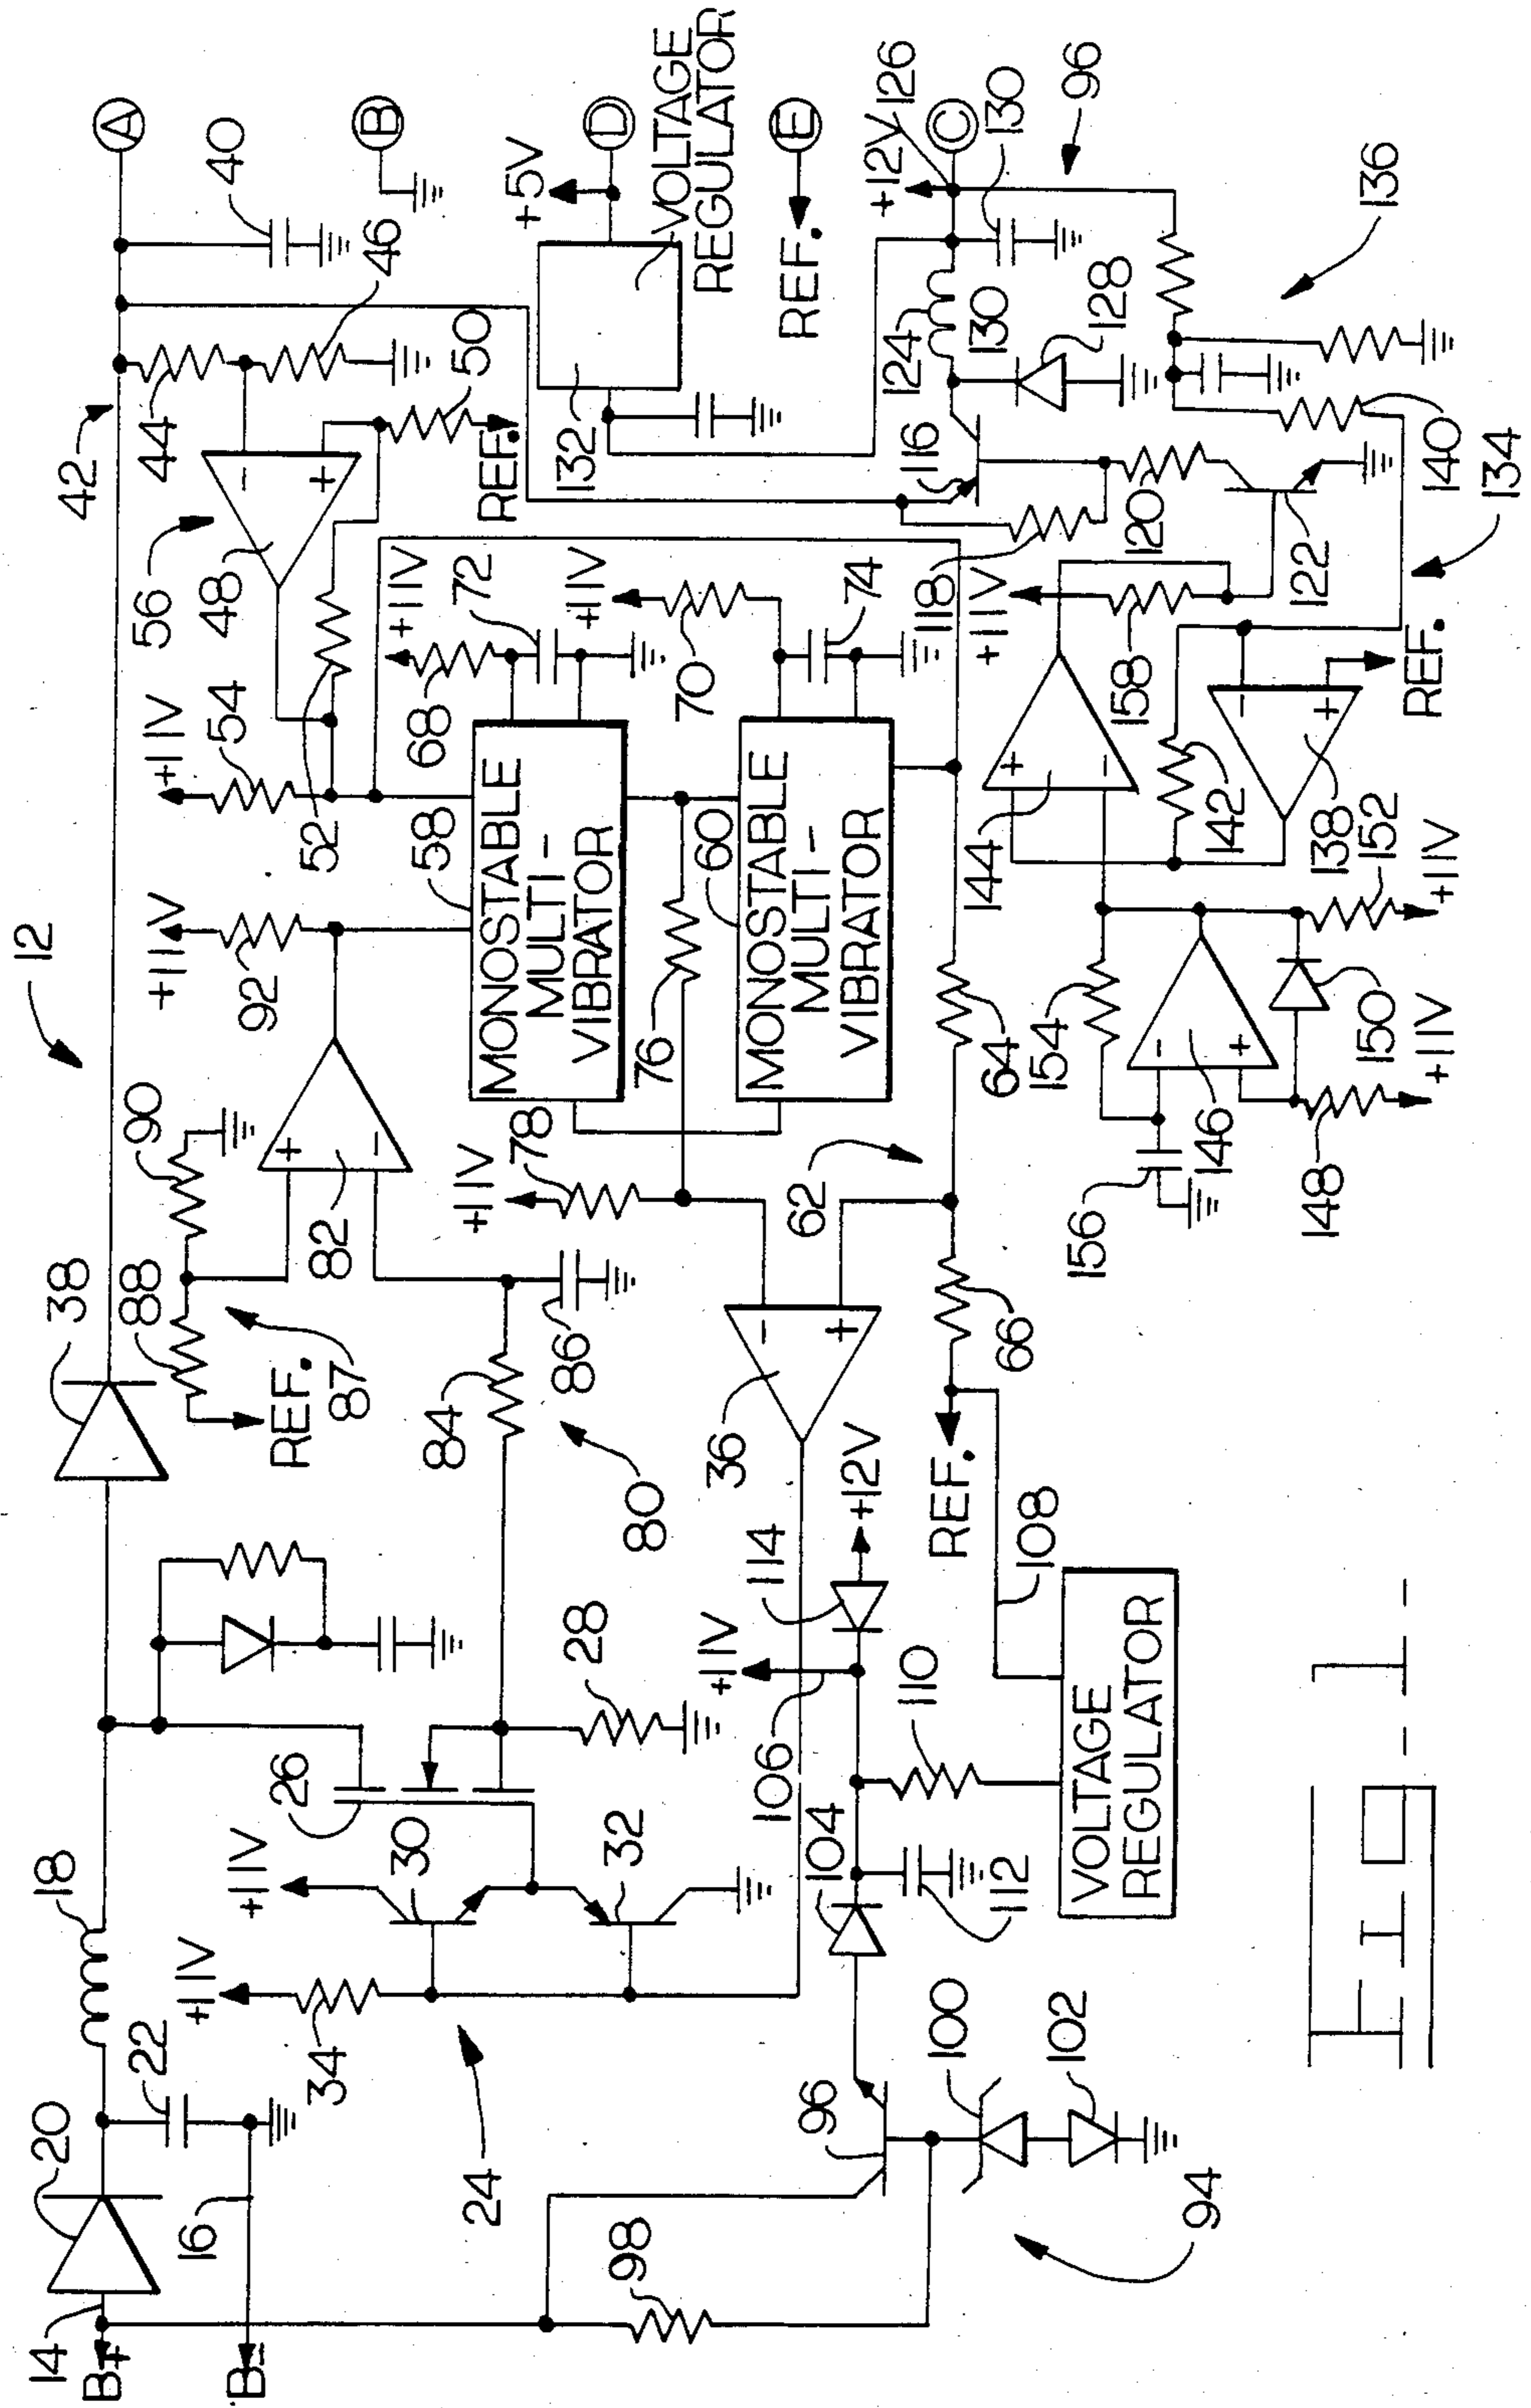 12
42
A
40
B
46
44
50
REF.
56
48
54
+11V
52
+11V
92
90
88
38
REF.
87
82
18
20
22
14
B+
16
B-
+11V
34
24
+11V
30
32
26
28
84
86
80
58
MONOSTABLE
MULTI-
VIBRATOR
68
+11V
72
+11V
70
74
60
MONOSTABLE
MULTI-
VIBRATOR
76
78
+11V
62
64
66
36
REF.
108
114
+12V
+11V
106
110
104
112
VOLTAGE
REGULATOR
96
98
100
102
94
+5V
D
132
VOLTAGE
REGULATOR
E
REF.
+12V
126
C
130
96
124
130
128
116
118
120
122
136
140
134
+11V
158
144
142
138
REF.
152
+11V
154
146
150
+11V
148
156
FIG-1-
+
-
-
+
-
+
+
-
-
+
-
+